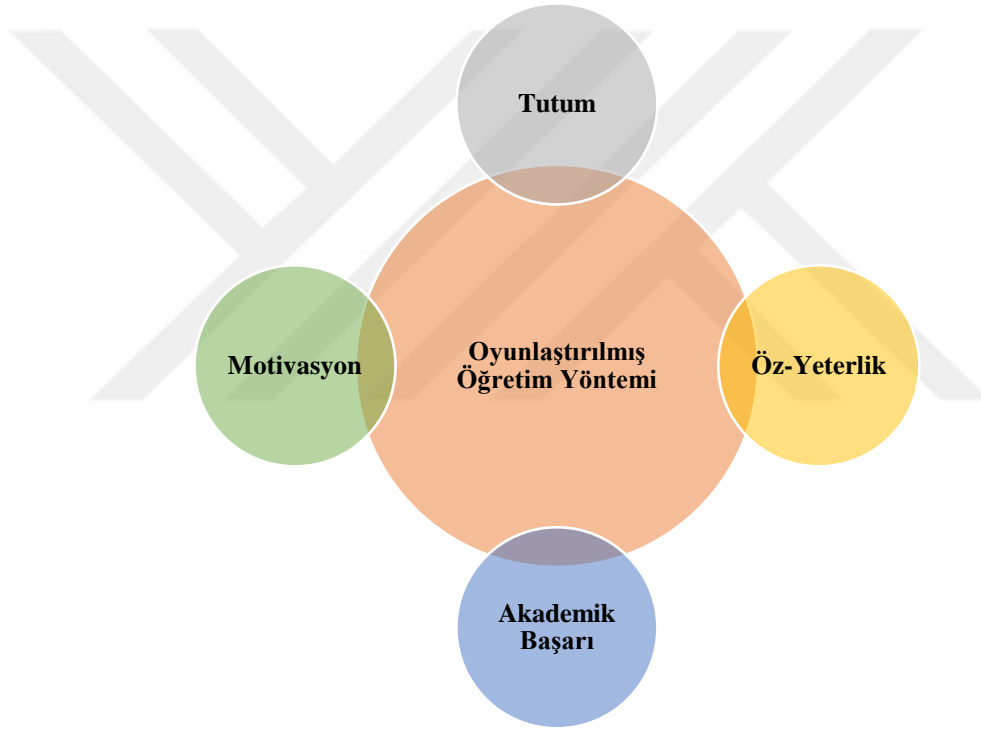 Tutum
Motivasyon
Oyunlaştırılmış
Öğretim Yöntemi
Öz-Yeterlik
Akademik
Başarı